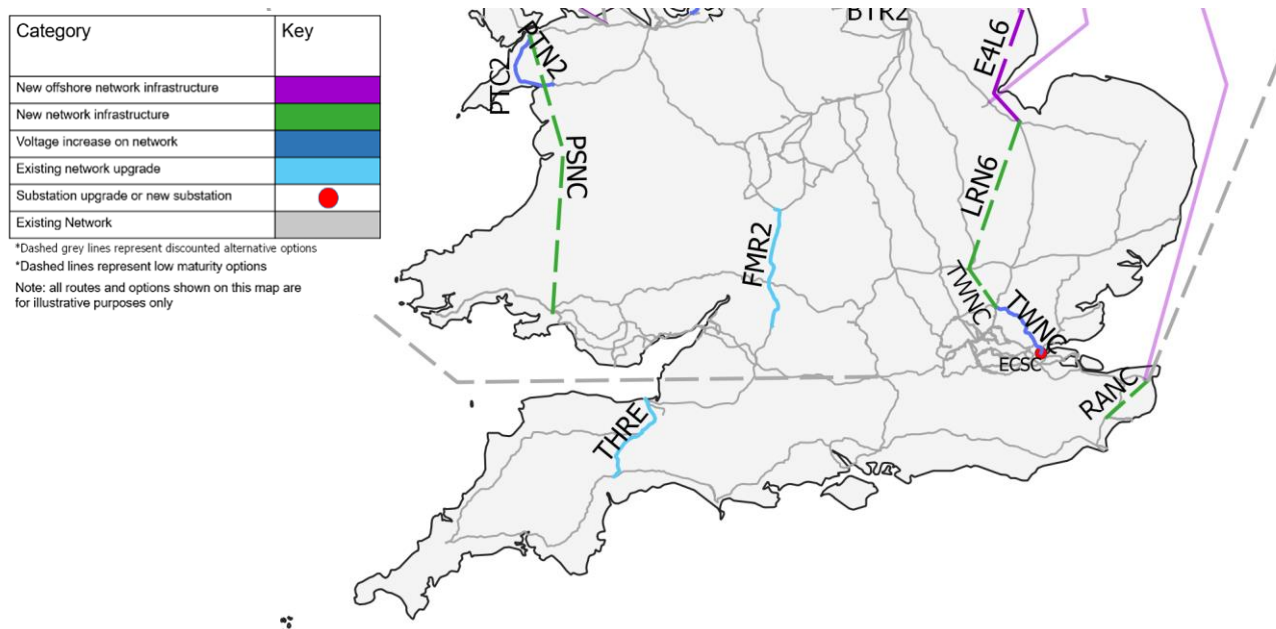 Category Key
New offshore network infrastructure
New network infrastructure
Voltage increase on network
Existing network upgrade
Substation upgrade or new substation
Existing Network
*Dashed grey lines represent discounted alternative options
*Dashed lines represent low maturity options
Note: all routes and options shown on this map are
for illustrative purposes only
BTR2
PTN2
PTC2
E4L6
PSNC
LRN6
FMR2
TWNC
TWNC
ECSC
RANC
THRE